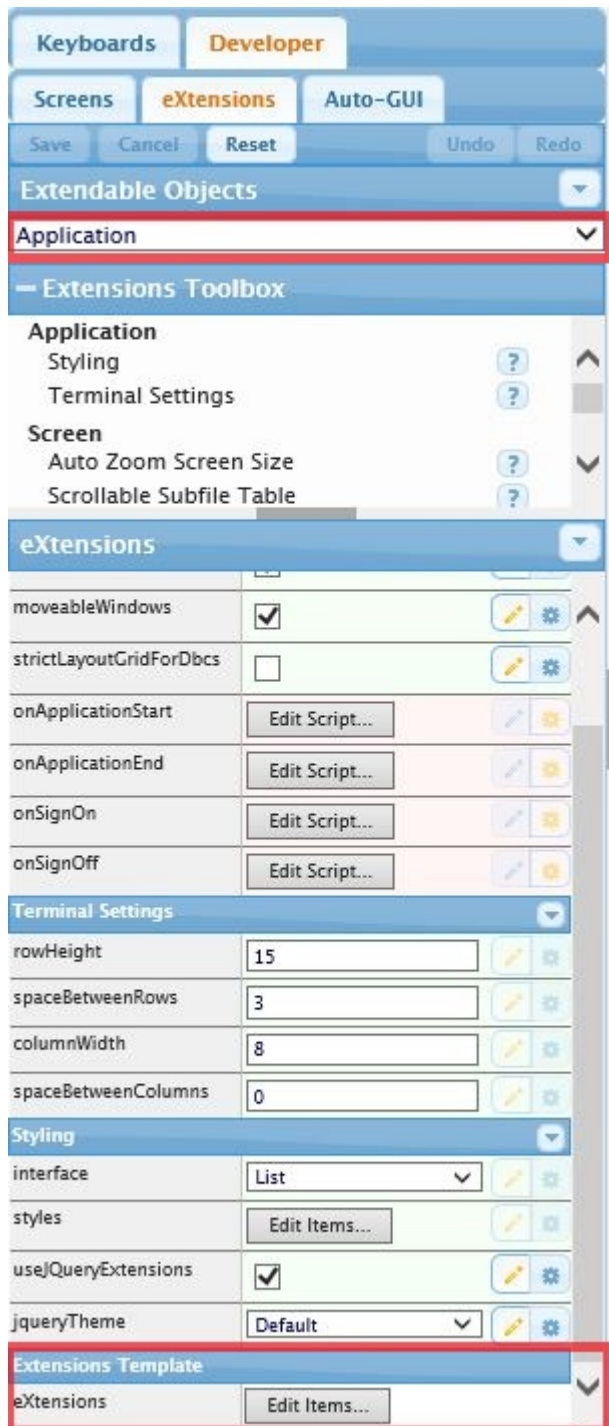 Keyboards Developer
Screens eXtensions Auto-GUI
Save Cancel Reset Undo Redo
Extendable Objects
Application
Extensions Toolbox
Application
Styling ?
Terminal Settings ?
Screen
Auto Zoom Screen Size ?
Scrollable Subfile Table ?
eXtensions
moveableWindows
strictLayoutGridForDbcs
onApplicationStart Edit Script...
onApplicationEnd Edit Script...
onSignOn Edit Script...
onSignOff Edit Script...
Terminal Settings
rowHeight 15
spaceBetweenRows 3
columnWidth 8
spaceBetweenColumns 0
Styling
interface List
styles Edit Items...
useJQueryExtensions
jqueryTheme Default
Extensions Template
eXtensions Edit Items...